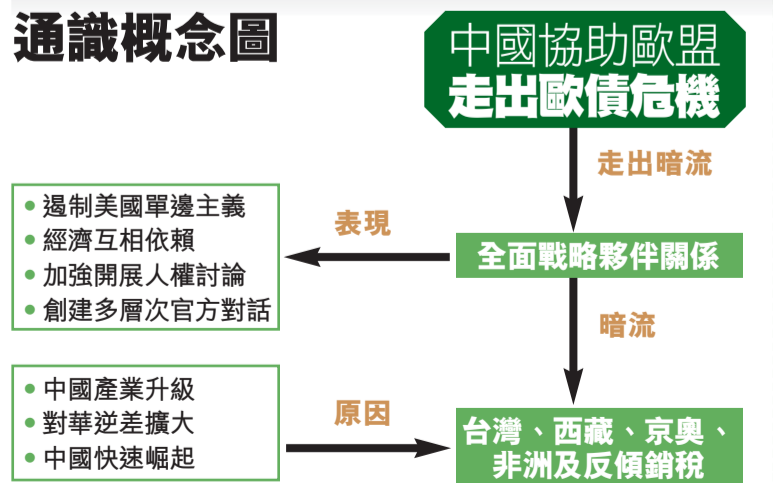 通識概念圖
中國協助歐盟
走出歐債危機
走出暗流
• 遏制美國單邊主義
• 經濟互相依賴
• 加強開展人權討論
• 創建多層次官方對話
表現
全面戰略夥伴關係
暗流
• 中國產業升級
• 對華逆差擴大
• 中國快速崛起
原因
台灣、西藏、京奧、
非洲及反傾銷稅